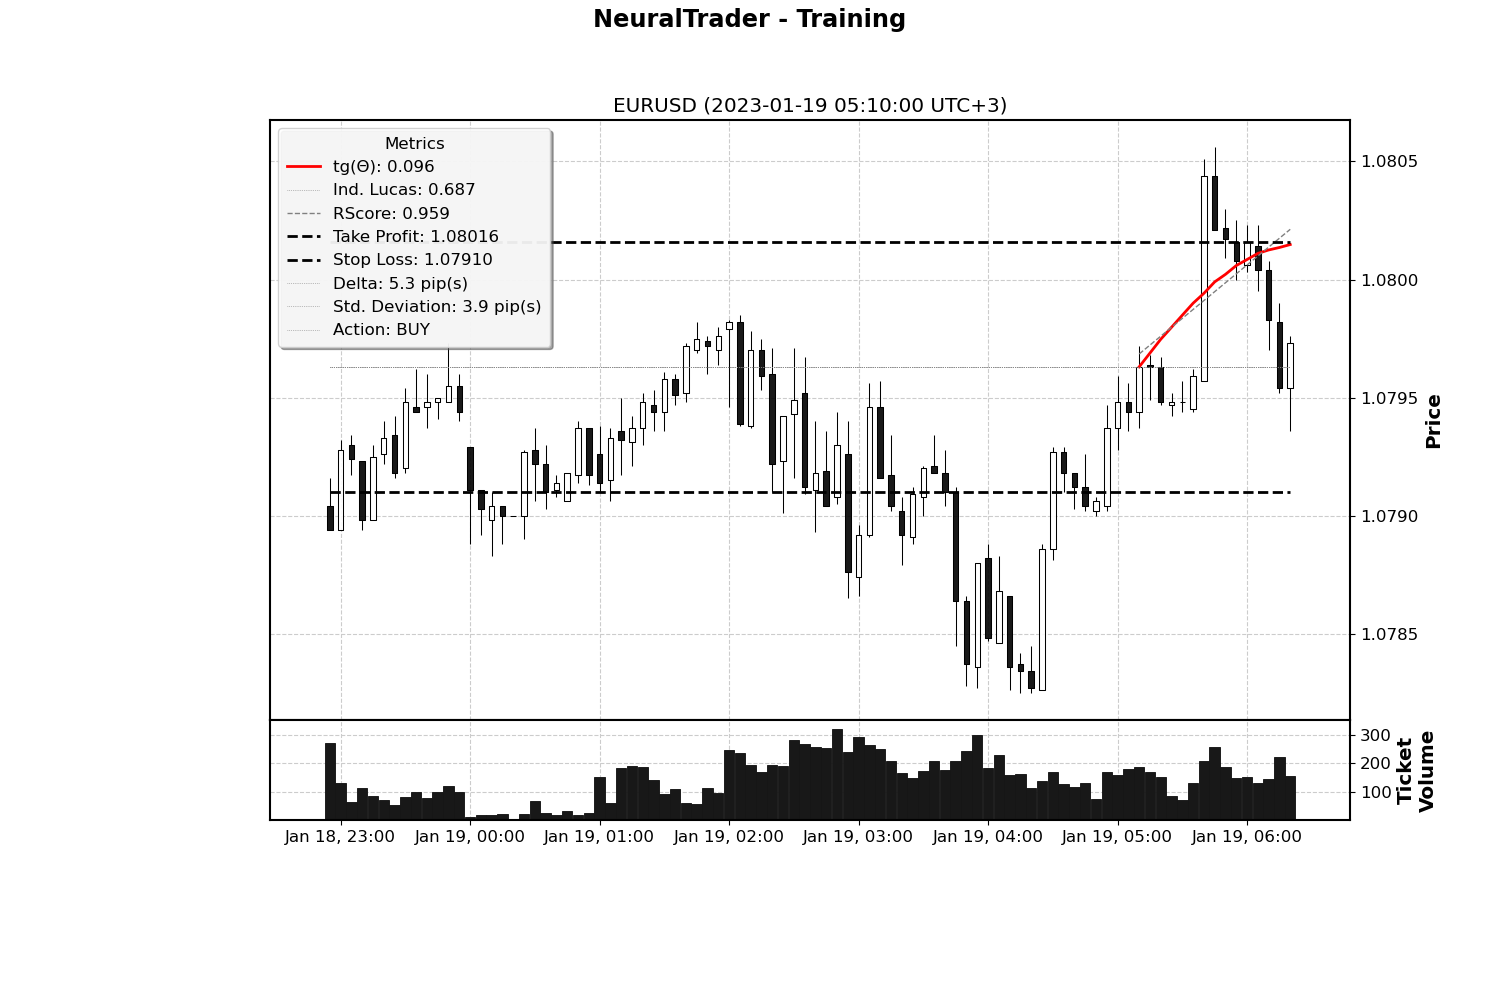 NeuralTrader - Training
EURUSD (2023-01-19 05:10:00 UTC+3)
Metrics
tg(Θ): 0.096
Ind. Lucas: 0.687
RScore: 0.959
Take Profit: 1.08016
Stop Loss: 1.07910
Delta: 5.3 pip(s)
Std. Deviation: 3.9 pip(s)
Action: BUY
1.0805
1.0800
1.0795
1.0790
1.0785
Price
300
200
100
Ticket
Volume
Jan 18, 23:00
Jan 19, 00:00
Jan 19, 01:00
Jan 19, 02:00
Jan 19, 03:00
Jan 19, 04:00
Jan 19, 05:00
Jan 19, 06:00